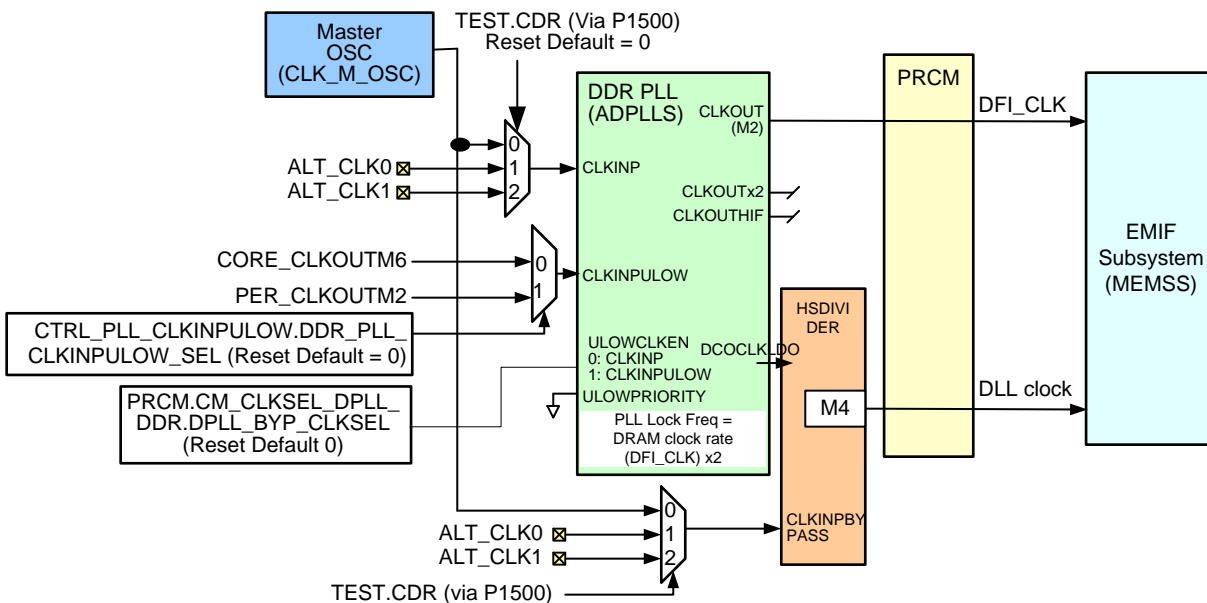 Master
OSC
(CLK_M_OSC)
TEST.CDR (Via P1500)
Reset Default = 0
0
1
2
ALT_CLK0
ALT_CLK1
DDR PLL
(ADPLLS)
CLKOUT
(M2)
CLKINP
CLKOUTx2
CLKOUTHIF
PRCM
DFI_CLK
EMIF
Subsystem
(MEMSS)
CORE_CLKOUTM6
PER_CLKOUTM2
0
1
CLKINPULOW
CTRL_PLL_CLKINPULOW.DDR_PLL_
CLKINPULOW_SEL (Reset Default = 0)
ULOWCLKEN
0: CLKINP
1: CLKINPULOW
DCOCLKLDO
ULOWPRIORITY
PRCM.CM_CLKSEL_DPLL_
DDR.DPLL_BYP_CLKSEL
(Reset Default 0)
PLL Lock Freq =
DRAM clock rate
(DFI_CLK) x2
HSDIVI
DER
M4
DLL clock
CLKINPBY
PASS
0
1
2
ALT_CLK0
ALT_CLK1
TEST.CDR (via P1500)